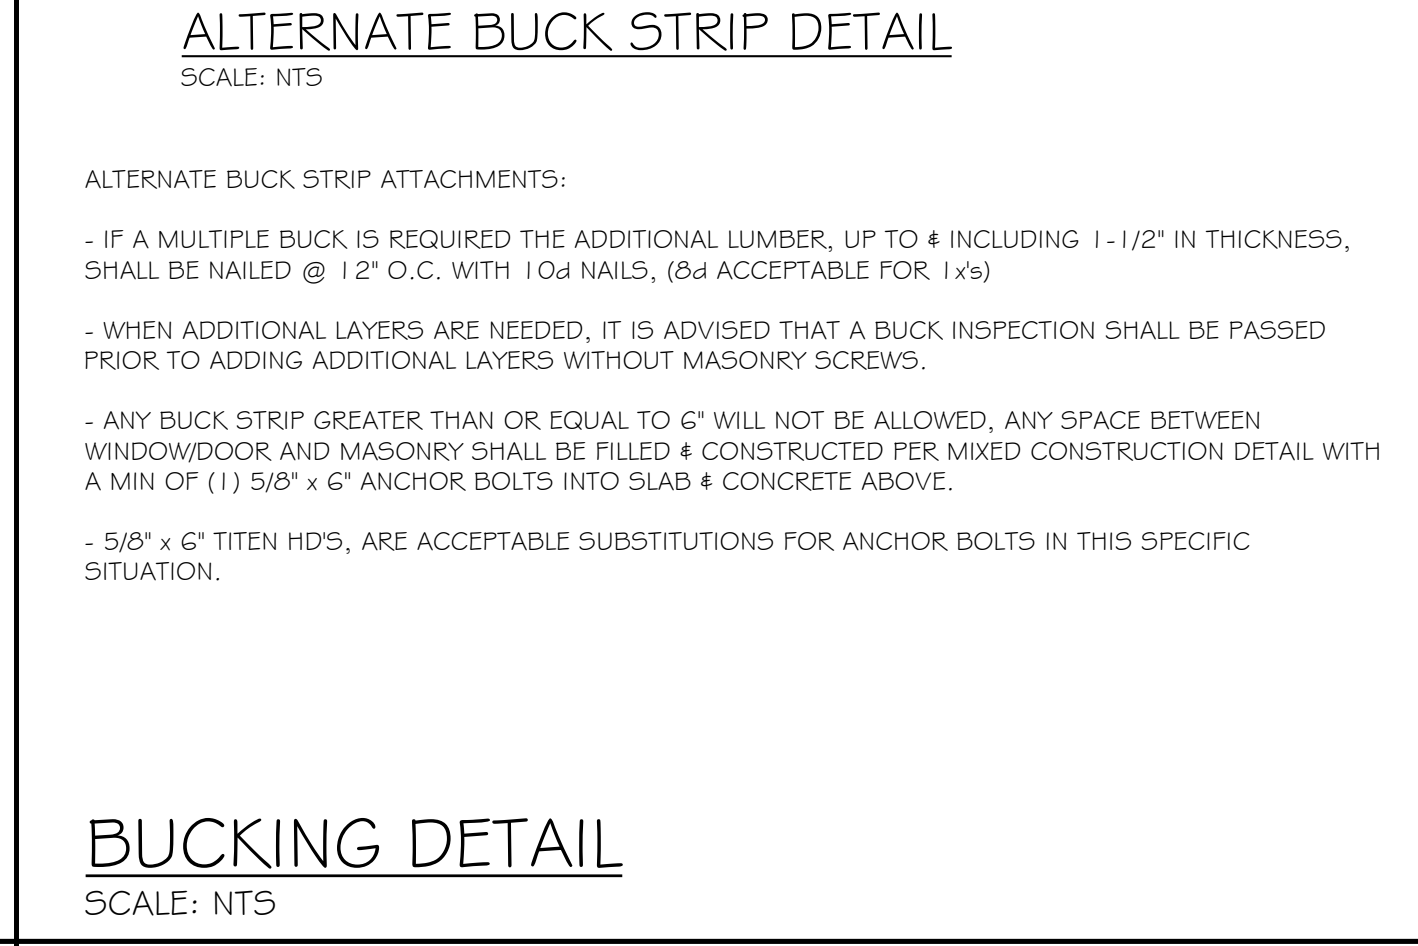 ALTERNATE BUCK STRIP DETAIL
SCALE: NTS
ALTERNATE BUCK STRIP ATTACHMENTS:
- IF A MULTIPLE BUCK IS REQUIRED THE ADDITIONAL LUMBER, UP TO & INCLUDING 1-1/2" IN THICKNESS,
SHALL BE NAILED @ 12" O.C. WITH 10d NAILS, (8d ACCEPTABLE FOR 1x's)
- WHEN ADDITIONAL LAYERS ARE NEEDED, IT IS ADVISED THAT A BUCK INSPECTION SHALL BE PASSED
PRIOR TO ADDING ADDITIONAL LAYERS WITHOUT MASONRY SCREWS.
- ANY BUCK STRIP GREATER THAN OR EQUAL TO 6" WILL NOT BE ALLOWED, ANY SPACE BETWEEN
WINDOW/DOOR AND MASONRY SHALL BE FILLED & CONSTRUCTED PER MIXED CONSTRUCTION DETAIL WITH
A MIN OF (1) 5/8" x 6" ANCHOR BOLTS INTO SLAB & CONCRETE ABOVE.
- 5/8" x 6" TITEN HD'S, ARE ACCEPTABLE SUBSTITUTIONS FOR ANCHOR BOLTS IN THIS SPECIFIC
SITUATION.
BUCKING DETAIL
SCALE: NTS